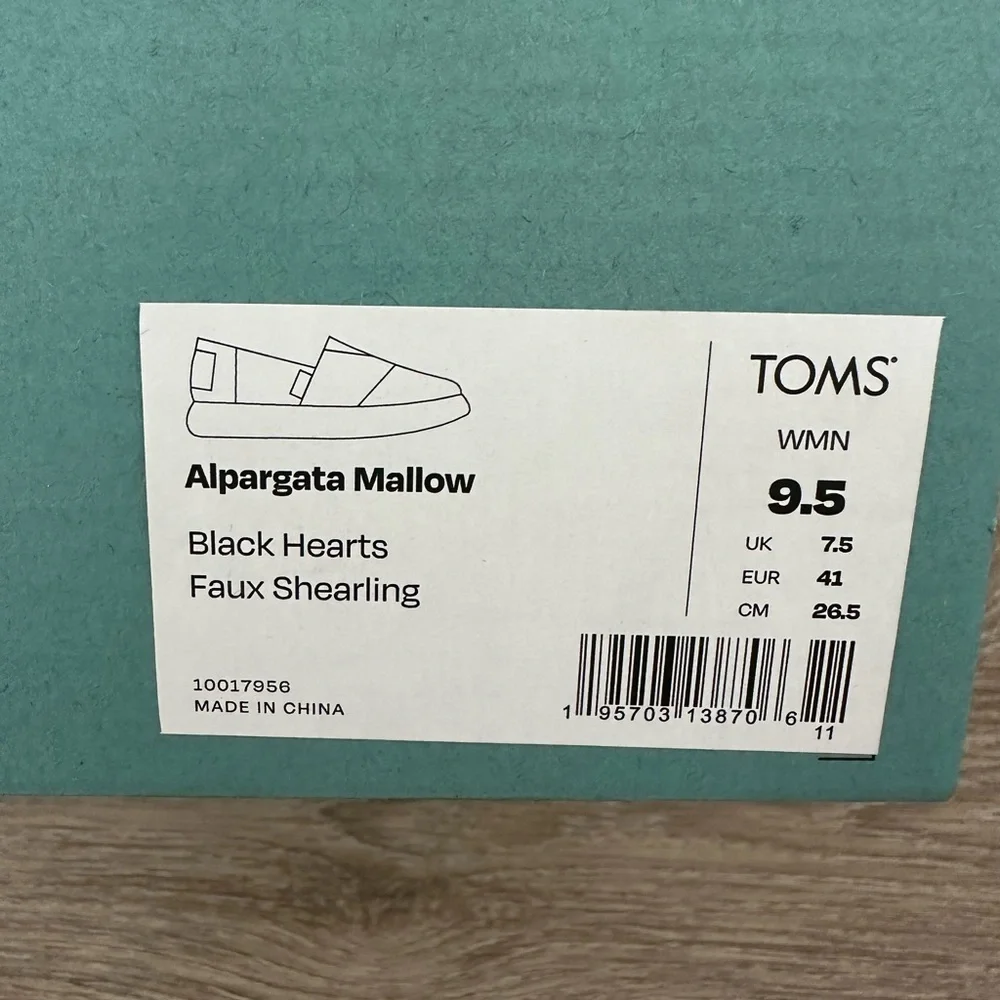 Alpargata Mallow
Black Hearts
Faux Shearling
10017956
MADE IN CHINA
TOMS
WMN
9.5
UK 7.5
EUR 41
CM 26.5
1 95703 13870 6
11